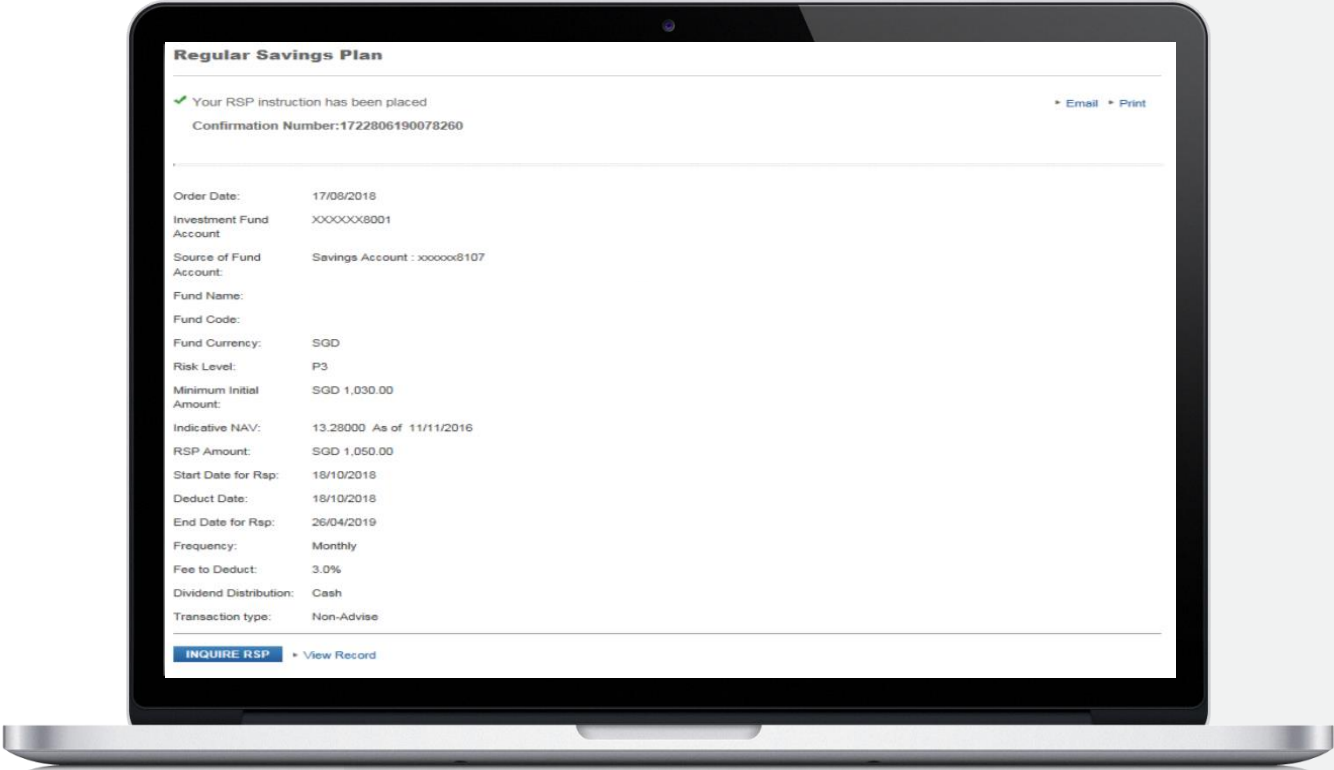 Regular Savings Plan
Your RSP instruction has been placed
Email Print
Confirmation Number:1722806190078260
Order Date: 17/08/2018
Investment Fund Account XXXXXX8001
Source of Fund Account: Savings Account : xxxxxx8107
Fund Name:
Fund Code:
Fund Currency: SGD
Risk Level: P3
Minimum Initial Amount: SGD 1,030.00
Indicative NAV: 13.28000 As of 11/11/2016
RSP Amount: SGD 1,050.00
Start Date for Rsp: 18/10/2018
Deduct Date: 18/10/2018
End Date for Rsp: 26/04/2019
Frequency: Monthly
Fee to Deduct: 3.0%
Dividend Distribution: Cash
Transaction type: Non-Advise
INQUIRE RSP View Record